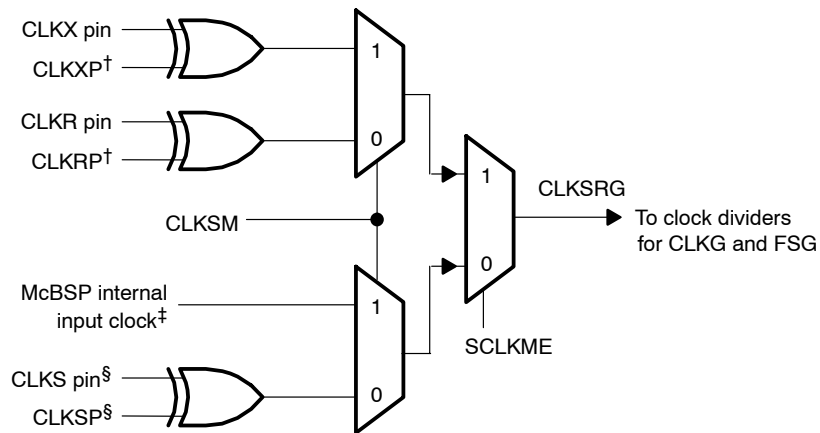 CLKX pin
CLKXP†
1
CLKR pin
CLKRP†
0
1
CLKSRG
CLKSM
To clock dividers
for CLKG and FSG
0
McBSP internal
input clock‡
1
SCLKME
CLKS pin§
CLKSP§
0